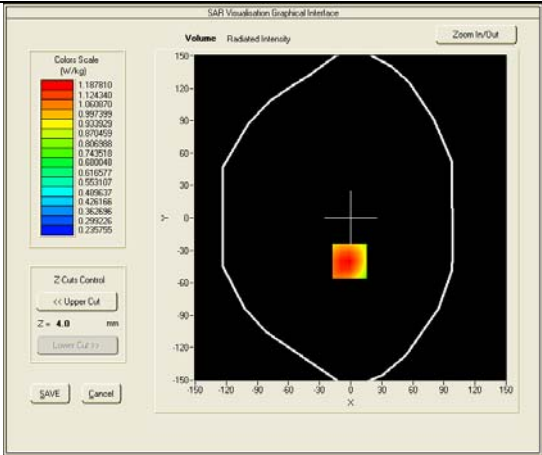 SAR Visualisation Graphical Interface
Volume Radiated Intensity
Zoom In/Out
Colors Scale
(W/kg)
1.187810
1.124340
1.060870
0.997399
0.933929
0.870459
0.806988
0.743518
0.680048
0.616577
0.553107
0.489637
0.426166
0.362696
0.299226
0.235755
Z Cuts Control
<< Upper Cut
Z = 4.0 mm
Lower Cut >>
SAVE Cancel
150-
120-
90-
60-
30-
0-
-30-
-60-
-90-
-120-
-150-
Y
-150 -120 -90 -60 -30 0 30 60 90 120 150
X